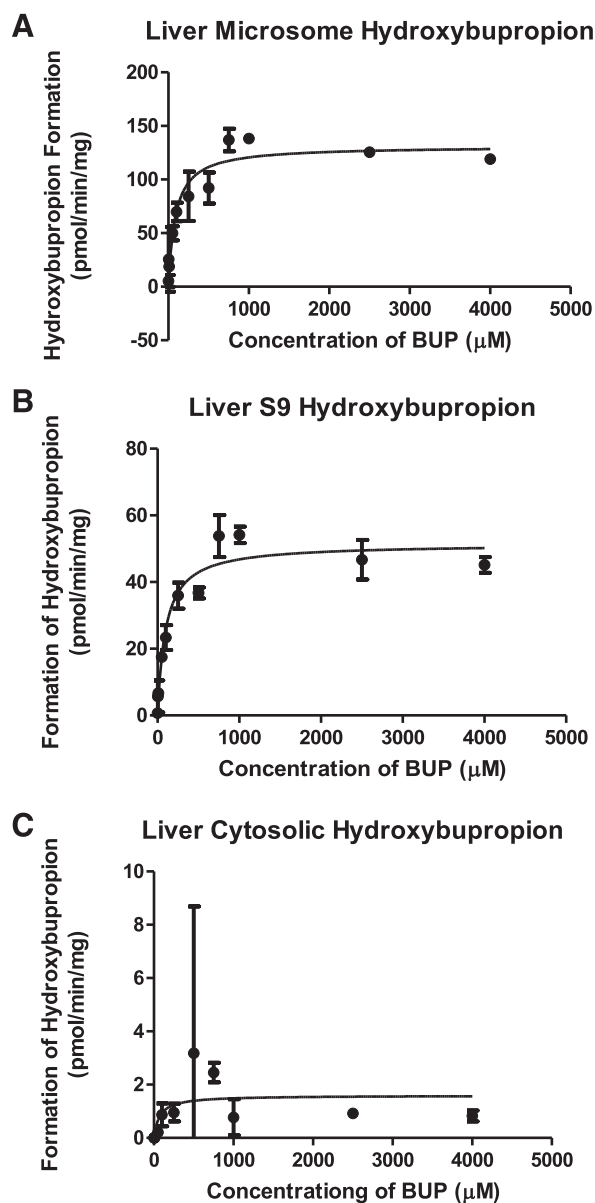 A
Liver Microsome Hydroxybupropion
Hydroxybupropion Formation
(pmol/min/mg)
200
150
100
50
0
-50
1000
2000
3000
4000
5000
Concentration of BUP (μM)
B
Liver S9 Hydroxybupropion
Formation of Hydroxybupropion
(pmol/min/mg)
80
60
40
20
0
0
1000
2000
3000
4000
5000
Concentration of BUP (μM)
C
Liver Cytosolic Hydroxybupropion
Formation of Hydroxybupropion
(pmol/min/mg)
10
8
6
4
2
0
0
1000
2000
3000
4000
5000
Concentrationg of BUP (μM)